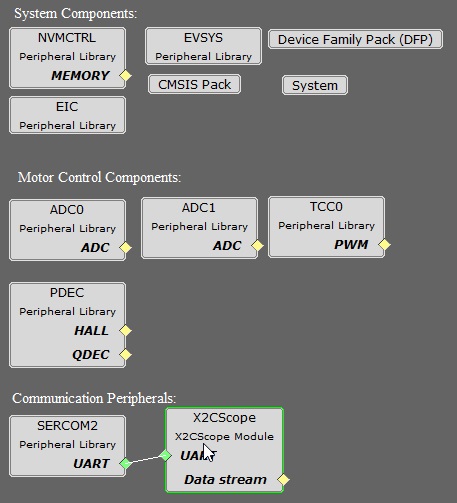 System Components:
NVMCTRL
Peripheral Library
MEMORY
EVSYS
Peripheral Library
Device Family Pack (DFP)
CMSIS Pack
System
EIC
Peripheral Library
Motor Control Components:
ADC0
Peripheral Library
ADC
ADC1
Peripheral Library
ADC
TCC0
Peripheral Library
PWM
PDEC
Peripheral Library
HALL
QDEC
Communication Peripherals:
SERCOM2
Peripheral Library
UART
X2CScope
X2CScope Module
UART
Data stream